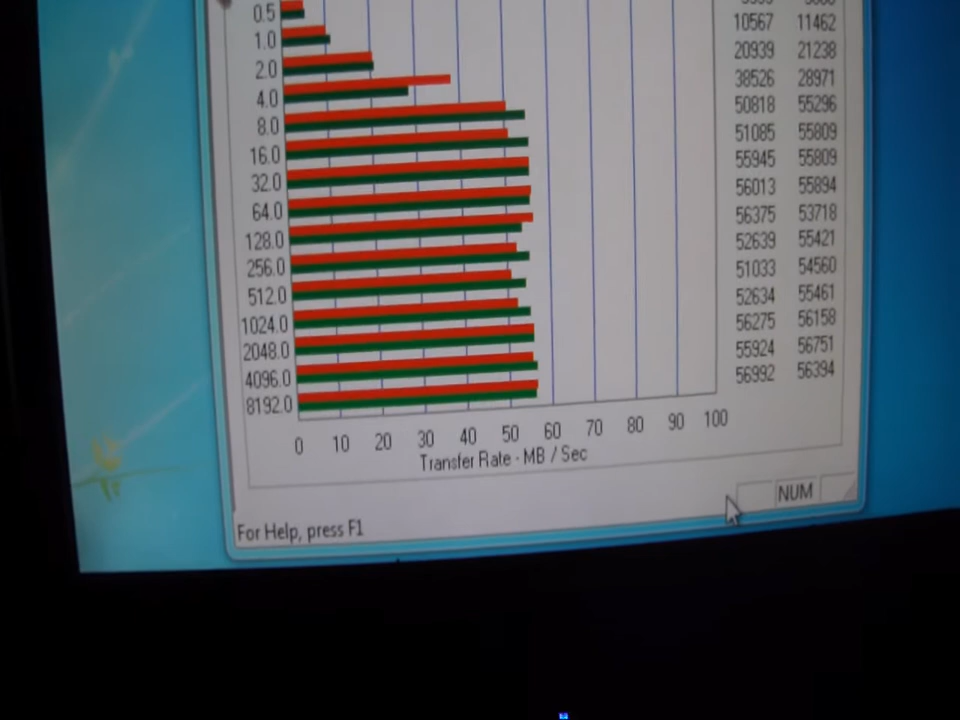 0.5
1.0 10567 11462
2.0 20939 21238
4.0 38526 28971
8.0 50818 55296
16.0 51085 55809
32.0 55945 55809
64.0 56013 55894
128.0 56375 53718
256.0 52639 55421
512.0 51033 54560
1024.0 52634 55461
2048.0 56275 56158
4096.0 55924 56751
8192.0 56992 56394
0 10 20 30 40 50 60 70 80 90 100
Transfer Rate - MB / Sec
NUM
For Help, press F1